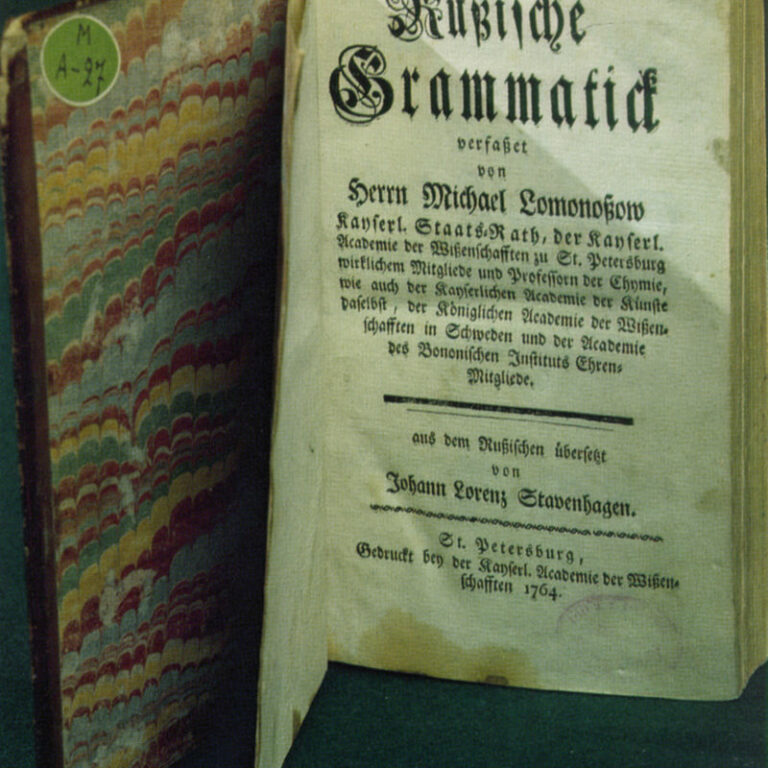 M
A-27
Rußische
Grammatick
verfaßet
von
Herrn Michael Lomonoßow
Kayserl. Staats-Rath, der Kayserl.
Academie der Wißenschafften zu St. Petersburg
wircklichem Mitgliede und Professorn der Chymie,
wie auch der Kayserlichen Academie der Künste
daselbst, der Königlichen Academie der Wißen-
schafften in Schweden und der Academie
des Bononischen Instituts Ehren-
Mitgliede.
aus dem Rußischen übersetzt
von
Johann Lorenz Stavenhagen.
St. Petersburg,
Gedruckt bey der Kayserl. Academie der Wißen-
schafften 1764.